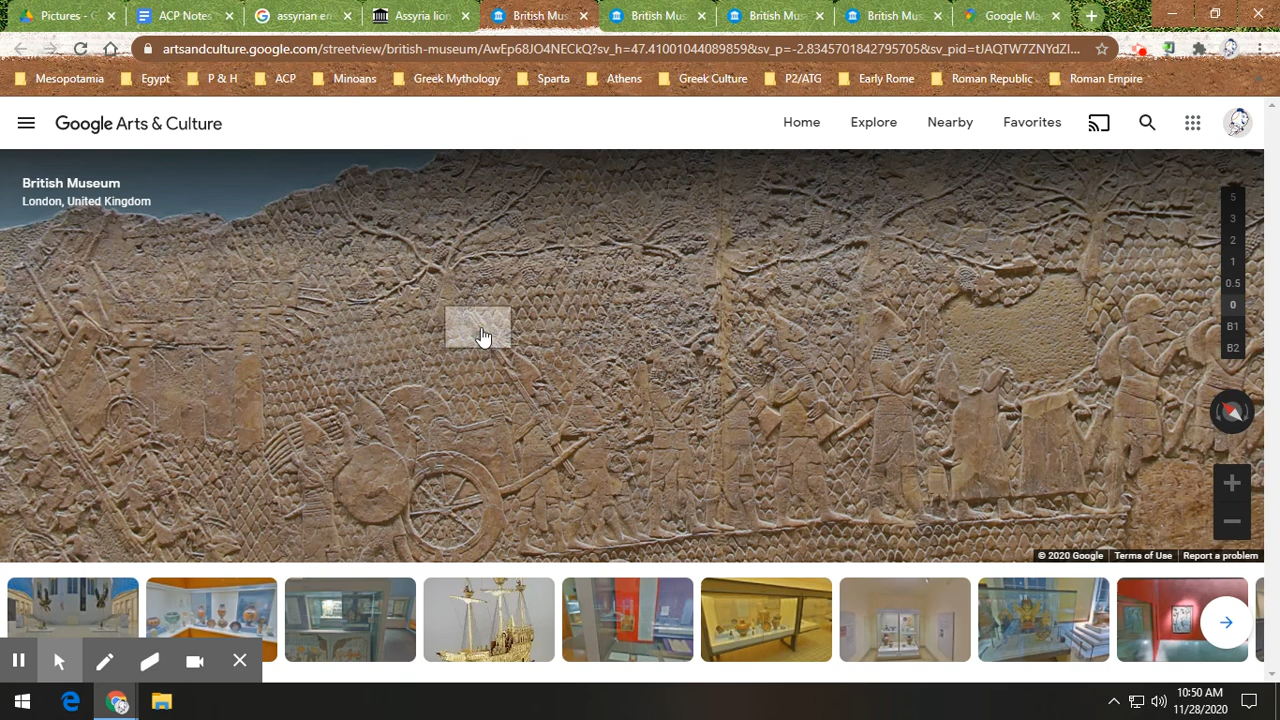 Pictures - G
ACP Notes
assyrian em
Assyria lion
British Mus
British Mus
British Mus
British Mus
Google Ma
artsandculture.google.com/streetview/british-museum/AwEp68JO4NECkQ?sv_h=47.410010440898598&sv_p=-2.8345701842795705&sv_pid=tJAQTW7ZNYdZI...
Mesopotamia
Egypt
P & H
ACP
Minoans
Greek Mythology
Sparta
Athens
Greek Culture
P2/ATG
Early Rome
Roman Republic
Roman Empire
Google Arts & Culture
Home
Explore
Nearby
Favorites
British Museum
London, United Kingdom
5
3
2
1
0.5
0
B1
B2
© 2020 Google
Terms of Use
Report a problem
10:50 AM
11/28/2020